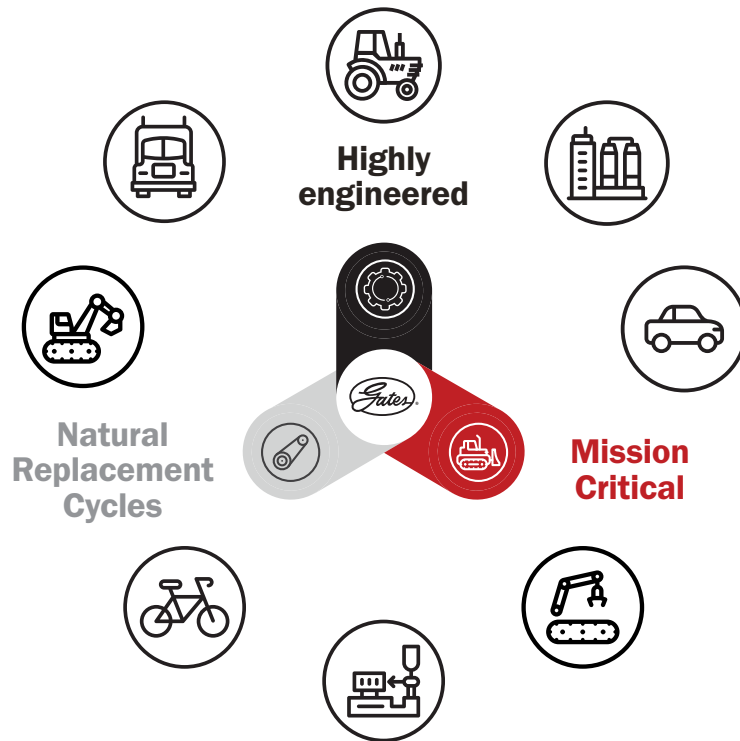 Highly
engineered
Gates
Natural
Replacement
Cycles
Mission
Critical